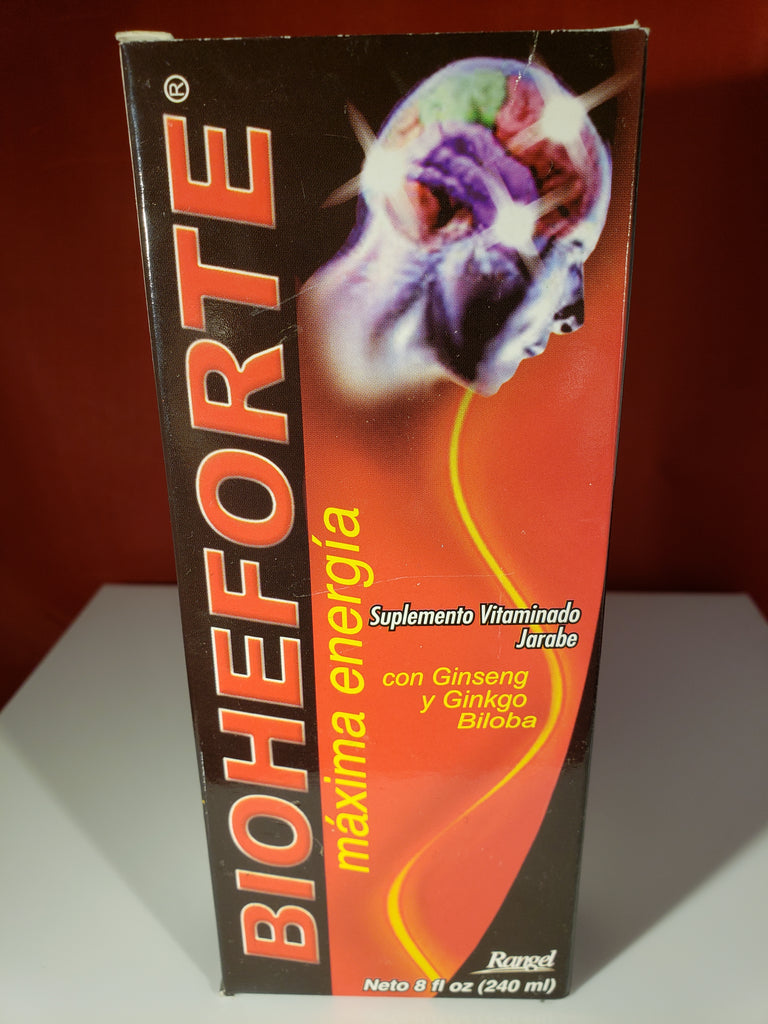 BIOHEFORTE®
máxima energía
Suplemento Vitaminado
Jarabe
con Ginseng
y Ginkgo
Biloba
Rangel
Neto 8 fl oz (240 ml)